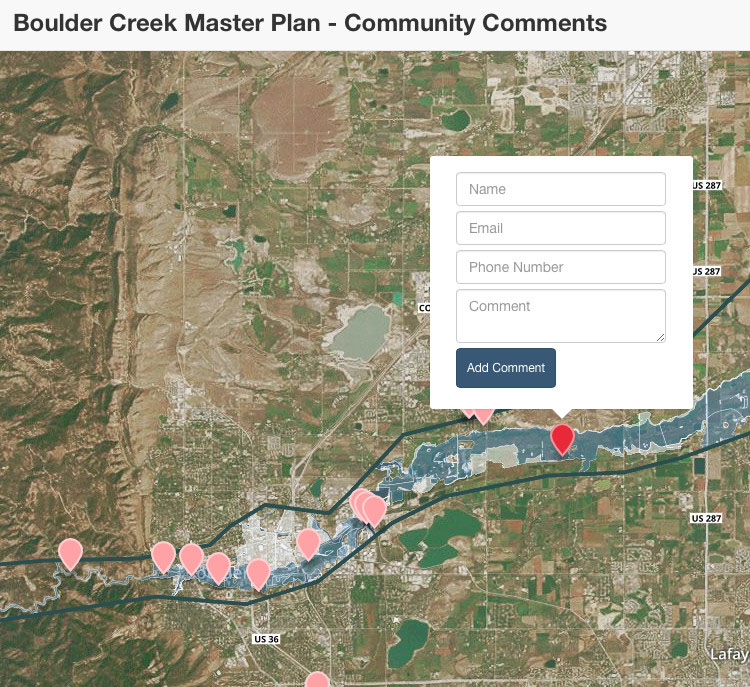 Boulder Creek Master Plan - Community Comments
Name
US 287
Email
Phone Number
US 287
Comment
CO
Add Comment
US 287
US 36
Lafay